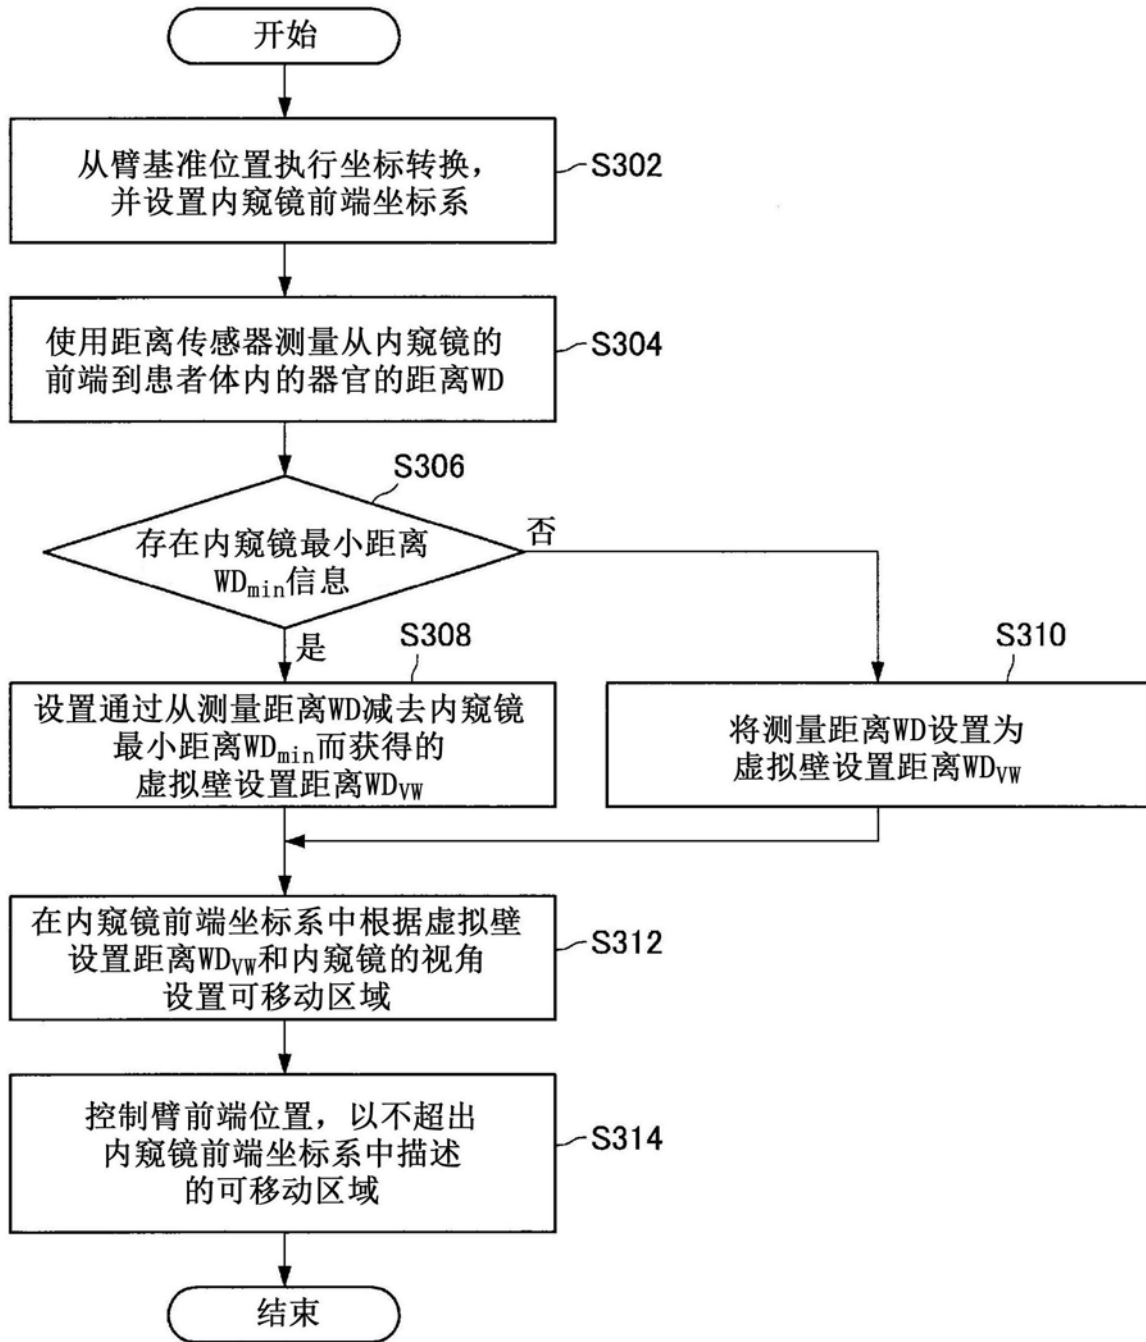 开始
从臂基准位置执行坐标转换,
并设置内窥镜前端坐标系
S302
使用距离传感器测量从内窥镜的
前端到患者体内的器官的距离WD
S304
S306
存在内窥镜最小距离
WDmin信息
否
是
S308
设置通过从测量距离WD减去内窥镜
最小距离WDmin而获得的
虚拟壁设置距离WDVW
S310
将测量距离WD设置为
虚拟壁设置距离WDVW
在内窥镜前端坐标系中根据虚拟壁
设置距离WDVW和内窥镜的视角
设置可移动区域
S312
控制臂前端位置，以不超出
内窥镜前端坐标系中描述
的可移动区域
S314
结束